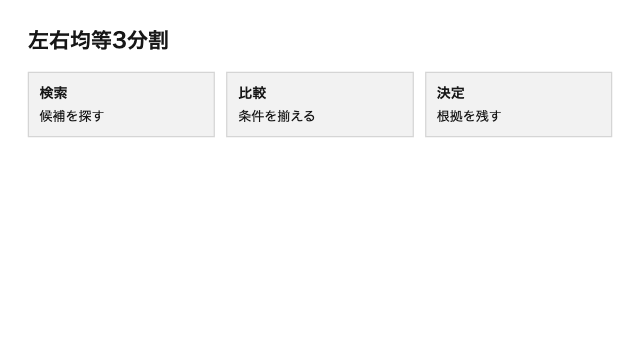 左右均等3分割
検索
候補を探す
比較
条件を揃える
決定
根拠を残す